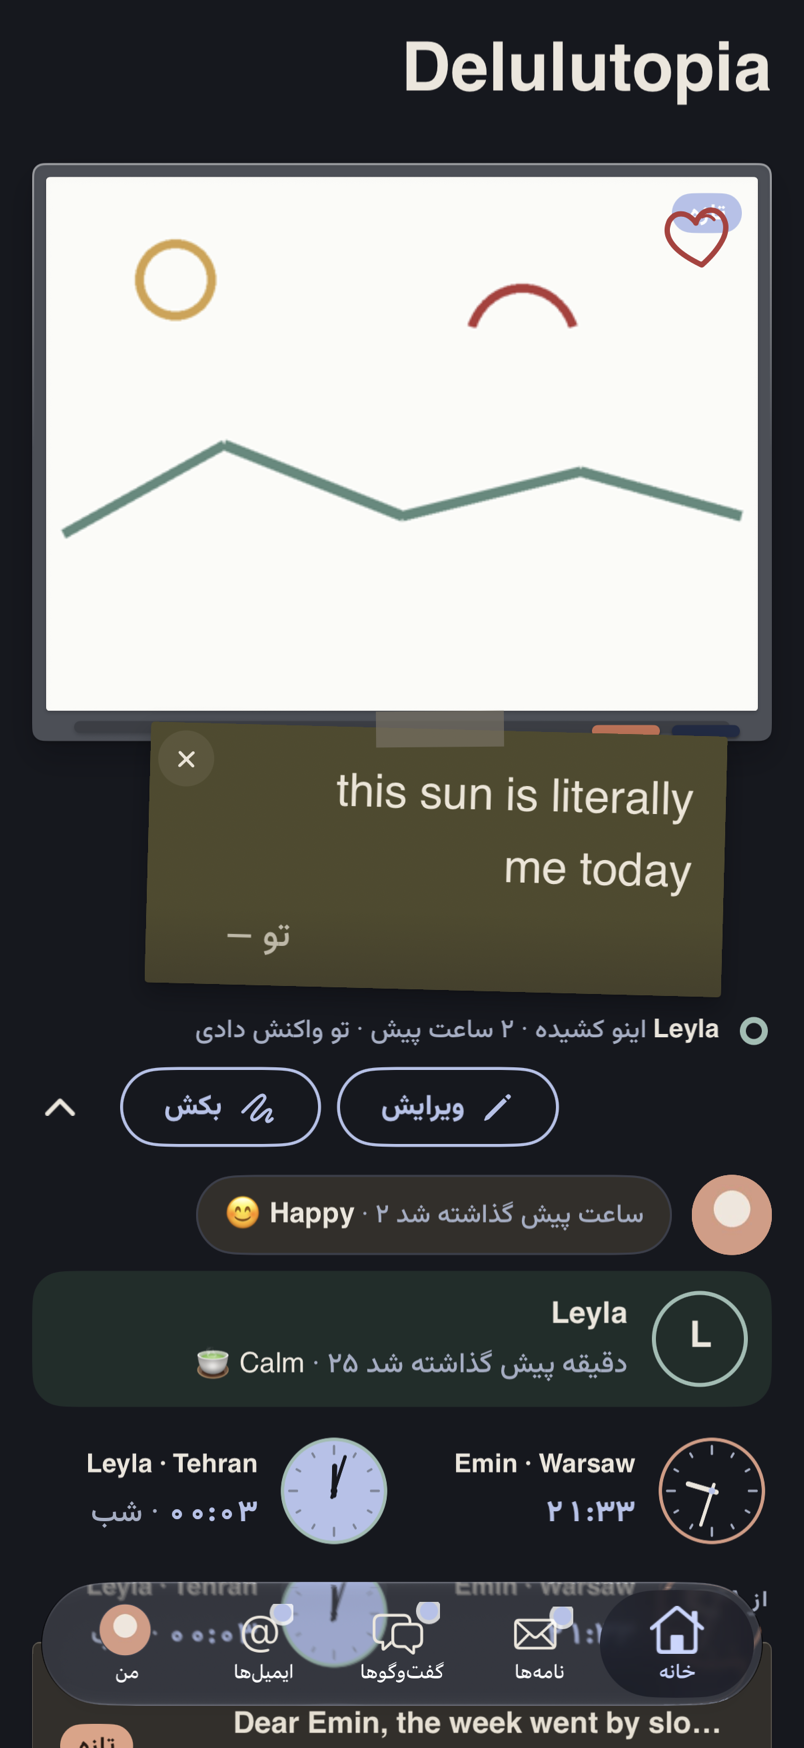 Delulutopia
this sun is literally
me today
تو –
Leyla اینو کشیده · ۲ ساعت پیش · تو واکنش دادی
ویرایش
بکش
ساعت پیش گذاشته شد ۲ · Happy 😊
Leyla
L
دقیقه پیش گذاشته شد ۲۵ · Calm 🍵
Emin · Warsaw
۲۱:۳۳
Leyla · Tehran
۰۰:۰۳ · شب
خانه
نامه‌ها
گفت‌وگوها
ایمیل‌ها
من
Dear Emin, the week went by slo…
تازه